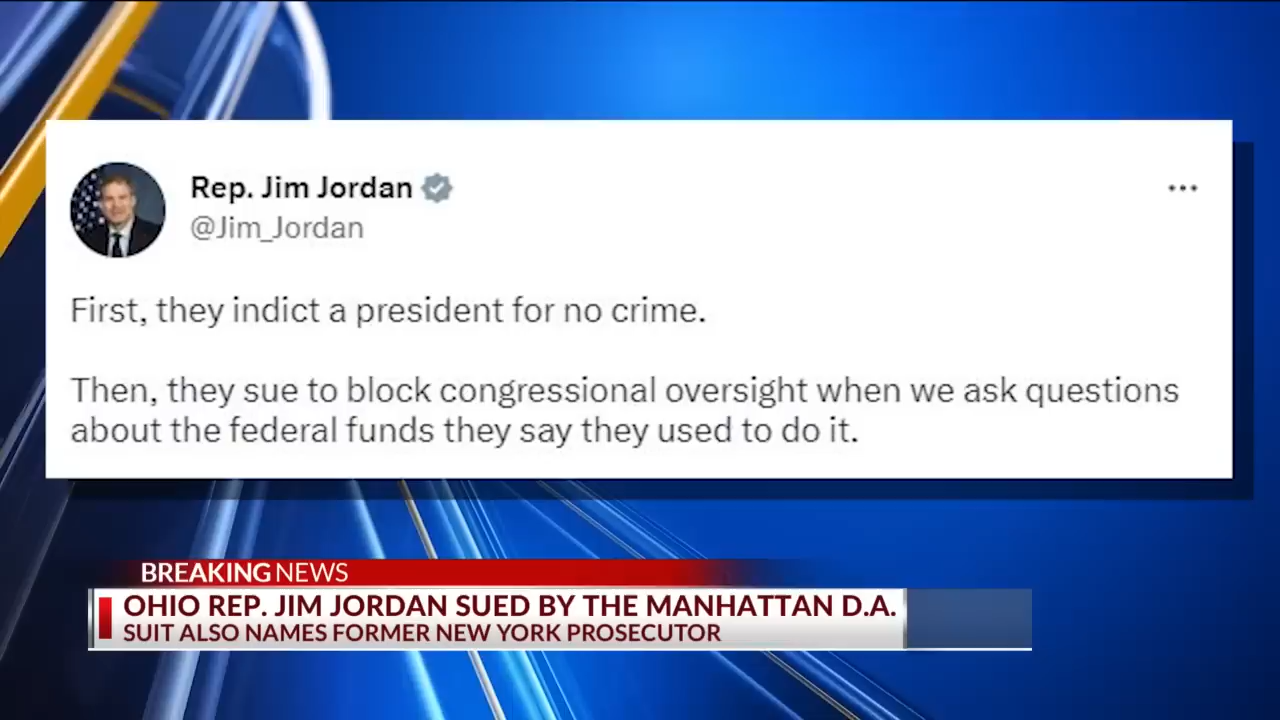 Rep. Jim Jordan
@Jim_Jordan
First, they indict a president for no crime.
Then, they sue to block congressional oversight when we ask questions
about the federal funds they say they used to do it.
BREAKING NEWS
OHIO REP. JIM JORDAN SUED BY THE MANHATTAN D.A.
SUIT ALSO NAMES FORMER NEW YORK PROSECUTOR